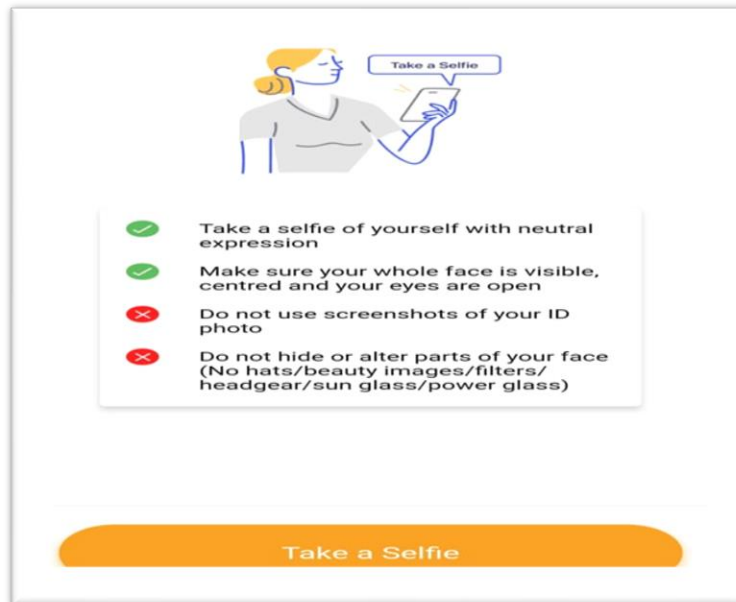 Take a Selfie
Take a selfie of yourself with neutral
expression
Make sure your whole face is visible,
centred and your eyes are open
Do not use screenshots of your ID
photo
Do not hide or alter parts of your face
(No hats/beauty images/filters/
headgear/sun glass/power glass)
Take a Selfie